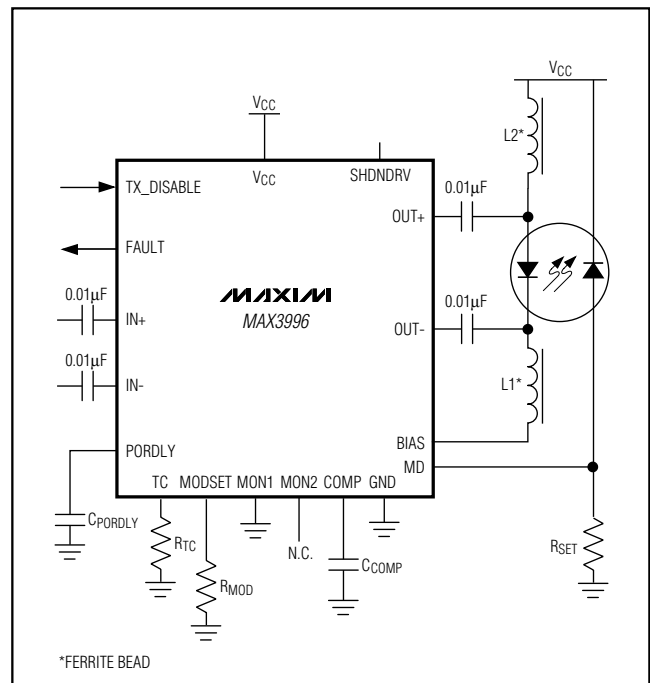 VCC
VCC
L2*
VCC
SHDNDRV
0.01μF
TX_DISABLE
OUT+
FAULT
0.01μF
MAXIM
0.01μF
IN+
MAX3996
OUT-
0.01μF
L1*
IN-
BIAS
PORDLY
MD
TC MODSET MON1 MON2 COMP GND
CPORDLY
RTC
N.C.
CCOMP
RSET
RMOD
*FERRITE BEAD